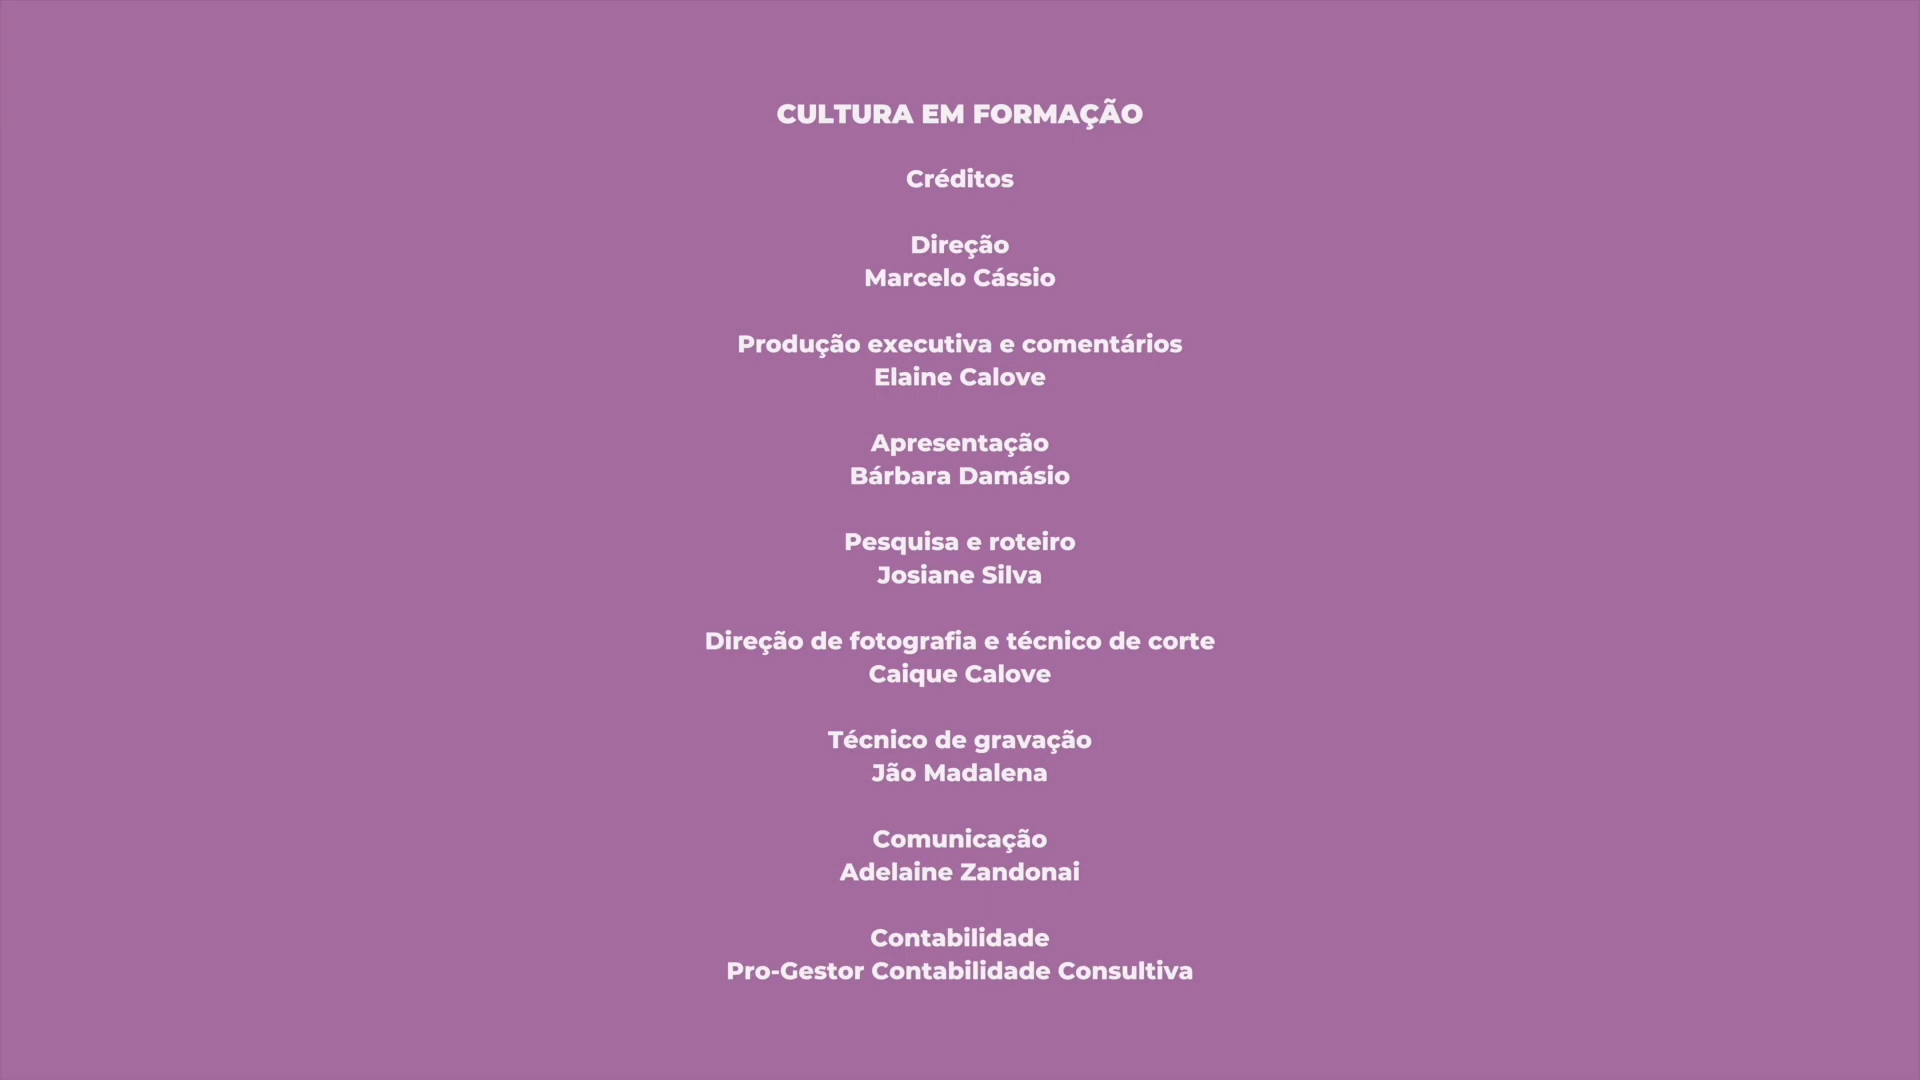 CULTURA EM FORMAÇÃO
Créditos
Direção
Marcelo Cássio
Produção executiva e comentários
Elaine Calove
Apresentação
Bárbara Damásio
Pesquisa e roteiro
Josiane Silva
Direção de fotografia e técnico de corte
Caique Calove
Técnico de gravação
Jão Madalena
Comunicação
Adelaine Zandonai
Contabilidade
Pro-Gestor Contabilidade Consultiva